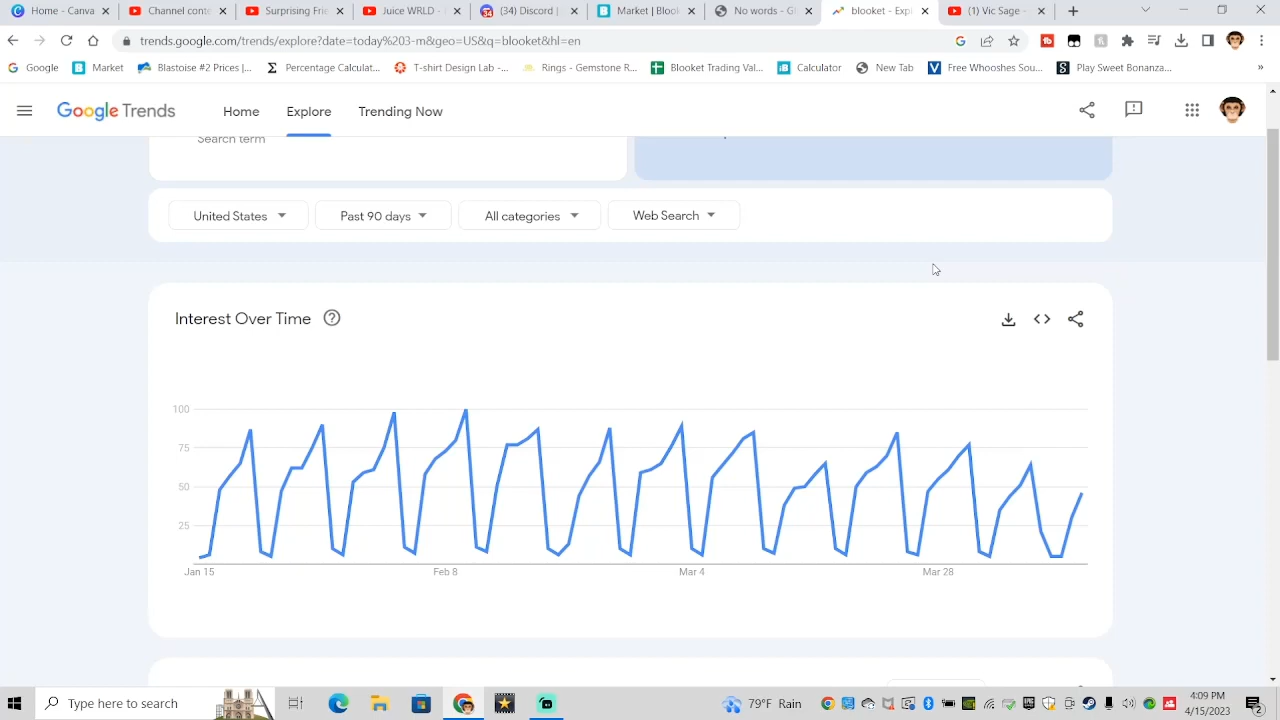 Home - Canva
Channel conte
Surprising Frie
Juice WRLD -
(34) Discord |
Market | Blook
No words - G
blooket - Expl
(1) Vic Sage -
trends.google.com/trends/explore?date=today%203-m&geo=US&q=blooket&hl=en
Google
Market
Blastoise #2 Prices |...
Percentage Calculat...
T-shirt Design Lab -...
Rings - Gemstone R...
Blooket Trading Val...
Calculator
New Tab
Free Whooshes Sou...
Play Sweet Bonanza...
»
Google Trends
Home
Explore
Trending Now
Search term
United States
Past 90 days
All categories
Web Search
Interest Over Time
100
75
50
25
Jan 15
Feb 8
Mar 4
Mar 28
Type here to search
79°F Rain
4:09 PM
4/15/2023
2